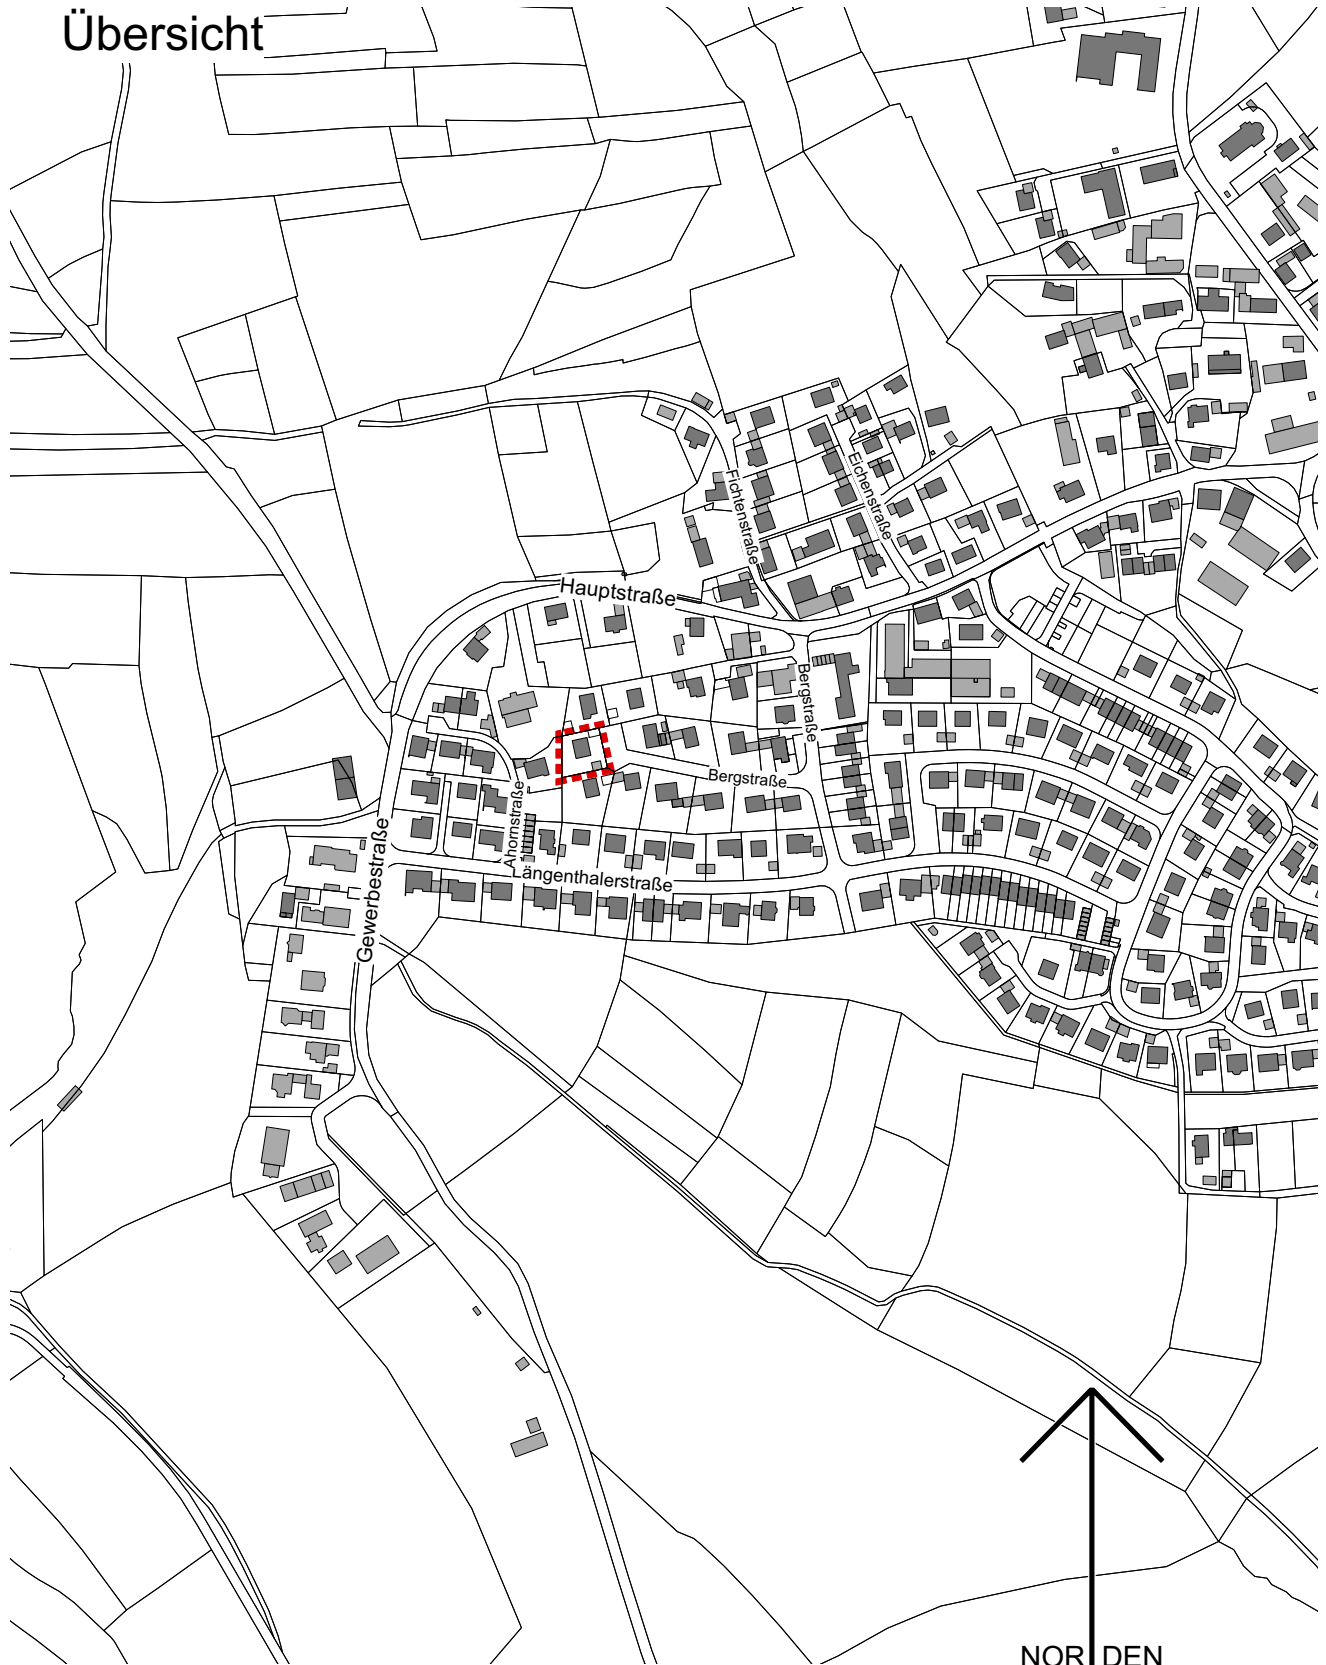 Übersicht
Fichtenstraße
Eichenstraße
Hauptstraße
Bergstraße
Bergstraße
Ahornstraße
Längenthalerstraße
Gewerbestraße
NORDEN